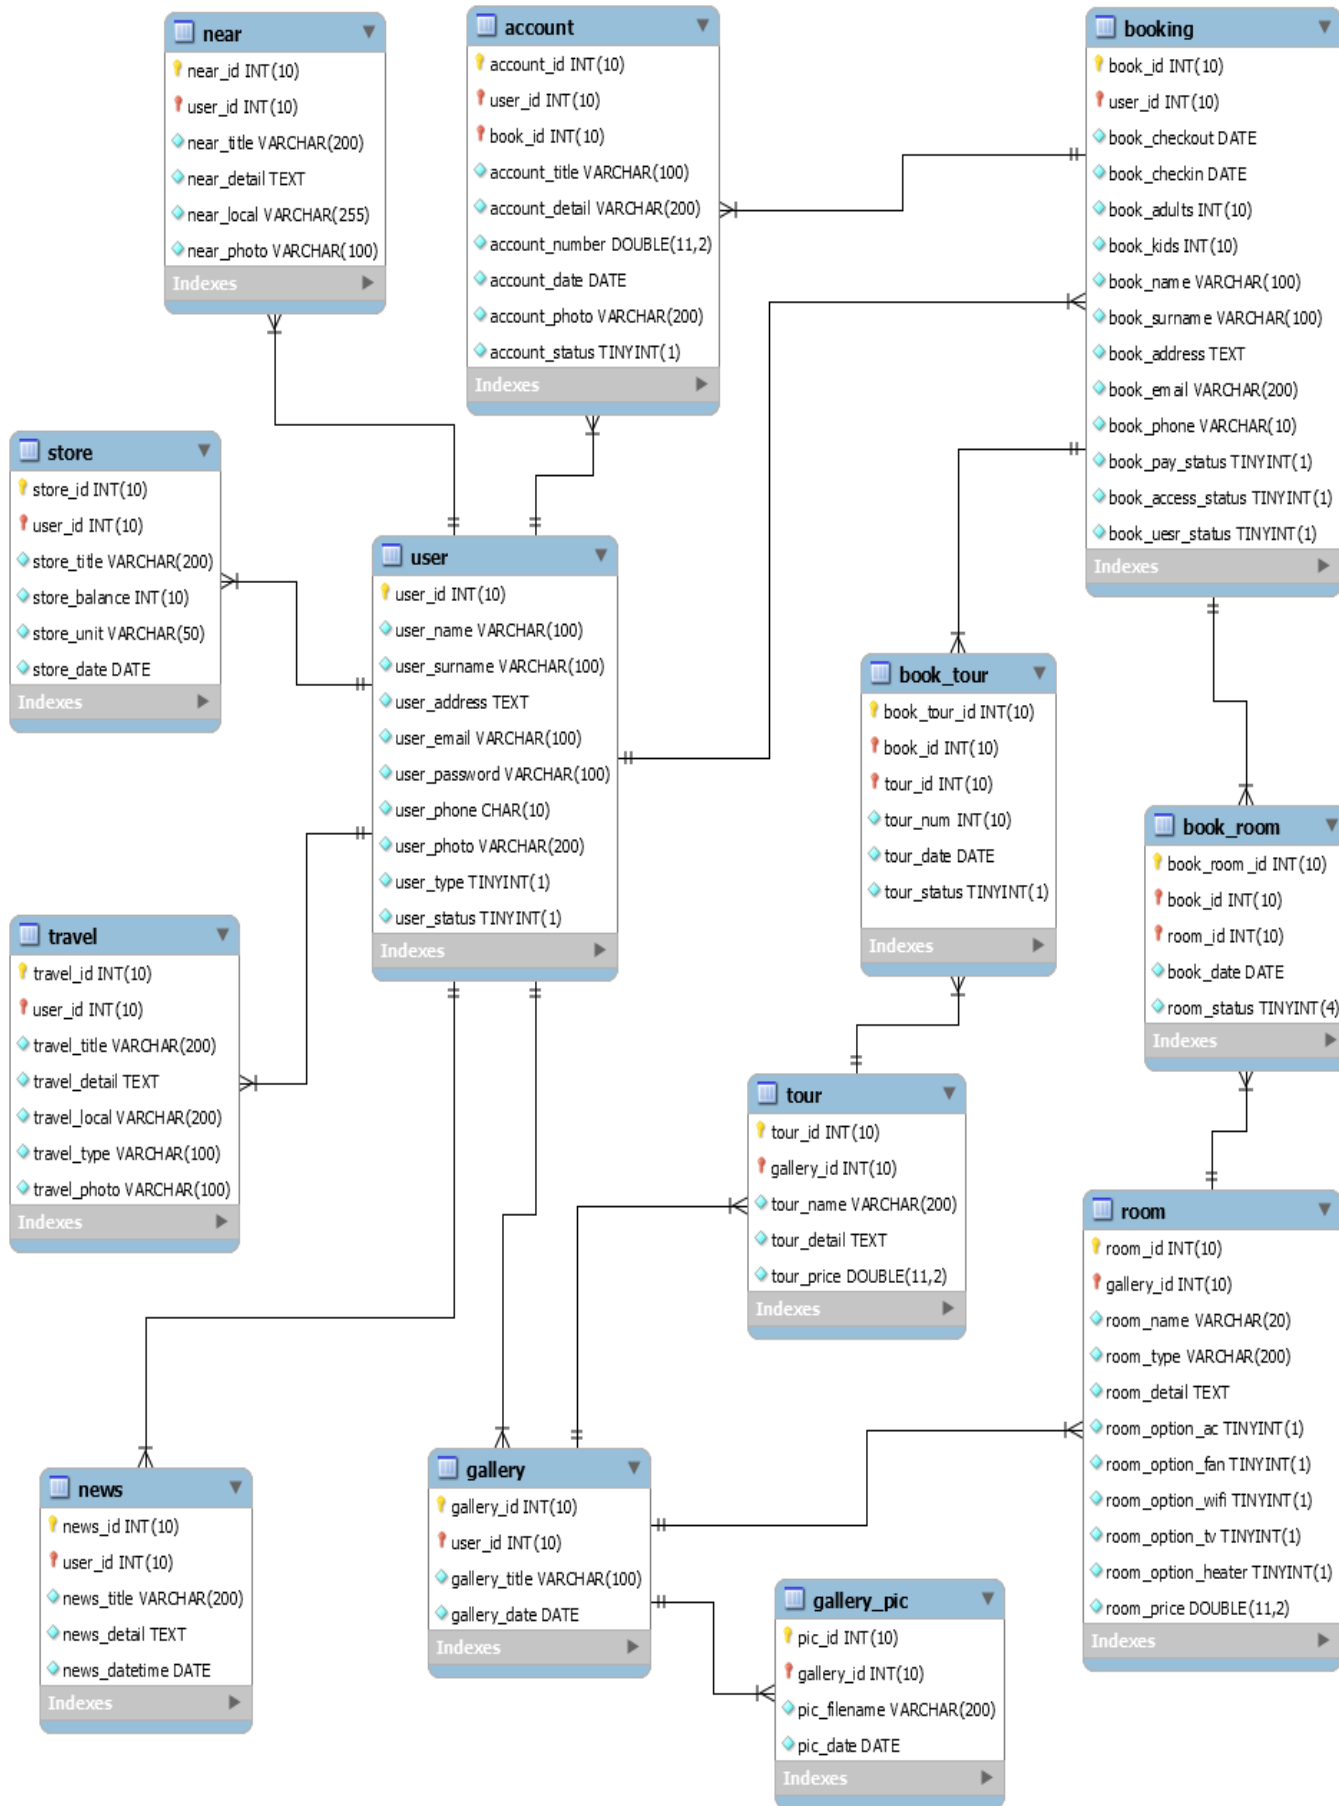 near
near_id INT(10)
user_id INT(10)
near_title VARCHAR(200)
near_detail TEXT
near_local VARCHAR(255)
near_photo VARCHAR(100)
Indexes
account
account_id INT(10)
user_id INT(10)
book_id INT(10)
account_title VARCHAR(100)
account_detail VARCHAR(200)
account_number DOUBLE(11,2)
account_date DATE
account_photo VARCHAR(200)
account_status TINYINT(1)
Indexes
booking
book_id INT(10)
user_id INT(10)
book_checkout DATE
book_checkin DATE
book_adults INT(10)
book_kids INT(10)
book_name VARCHAR(100)
book_surname VARCHAR(100)
book_address TEXT
book_email VARCHAR(200)
book_phone VARCHAR(10)
book_pay_status TINYINT(1)
book_access_status TINYINT(1)
book_uesr_status TINYINT(1)
Indexes
store
store_id INT(10)
user_id INT(10)
store_title VARCHAR(200)
store_balance INT(10)
store_unit VARCHAR(50)
store_date DATE
Indexes
user
user_id INT(10)
user_name VARCHAR(100)
user_surname VARCHAR(100)
user_address TEXT
user_email VARCHAR(100)
user_password VARCHAR(100)
user_phone CHAR(10)
user_photo VARCHAR(200)
user_type TINYINT(1)
user_status TINYINT(1)
Indexes
book_tour
book_tour_id INT(10)
book_id INT(10)
tour_id INT(10)
tour_num INT(10)
tour_date DATE
tour_status TINYINT(1)
Indexes
book_room
book_room_id INT(10)
book_id INT(10)
room_id INT(10)
book_date DATE
room_status TINYINT(4)
Indexes
travel
travel_id INT(10)
user_id INT(10)
travel_title VARCHAR(200)
travel_detail TEXT
travel_local VARCHAR(200)
travel_type VARCHAR(100)
travel_photo VARCHAR(100)
Indexes
tour
tour_id INT(10)
gallery_id INT(10)
tour_name VARCHAR(200)
tour_detail TEXT
tour_price DOUBLE(11,2)
Indexes
room
room_id INT(10)
gallery_id INT(10)
room_name VARCHAR(20)
room_type VARCHAR(200)
room_detail TEXT
room_option_ac TINYINT(1)
room_option_fan TINYINT(1)
room_option_wifi TINYINT(1)
room_option_tv TINYINT(1)
room_option_heater TINYINT(1)
room_price DOUBLE(11,2)
Indexes
news
news_id INT(10)
user_id INT(10)
news_title VARCHAR(200)
news_detail TEXT
news_datetime DATE
Indexes
gallery
gallery_id INT(10)
user_id INT(10)
gallery_title VARCHAR(100)
gallery_date DATE
Indexes
gallery_pic
pic_id INT(10)
gallery_id INT(10)
pic_filename VARCHAR(200)
pic_date DATE
Indexes